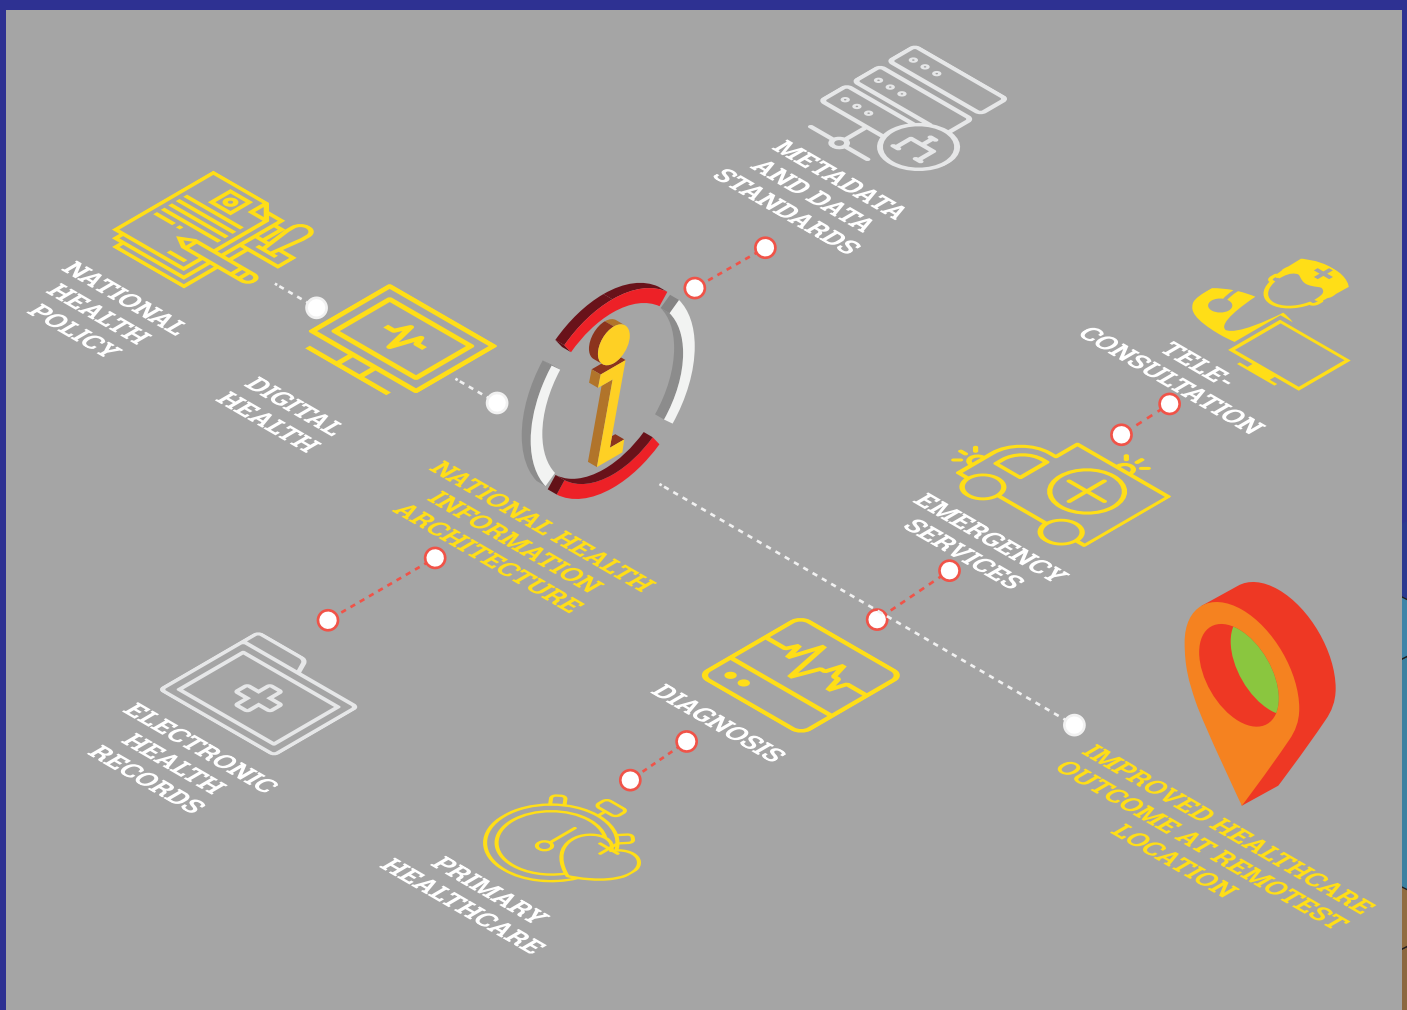 METADATA
AND DATA
STANDARDS
NATIONAL
HEALTH
POLICY
DIGITAL
HEALTH
TELE-
CONSULTATION
NATIONAL HEALTH
INFORMATION
ARCHITECTURE
EMERGENCY
SERVICES
ELECTRONIC
HEALTH
RECORDS
DIAGNOSIS
IMPROVED HEALTHCARE
OUTCOME AT REMOTEST
LOCATION
PRIMARY
HEALTHCARE